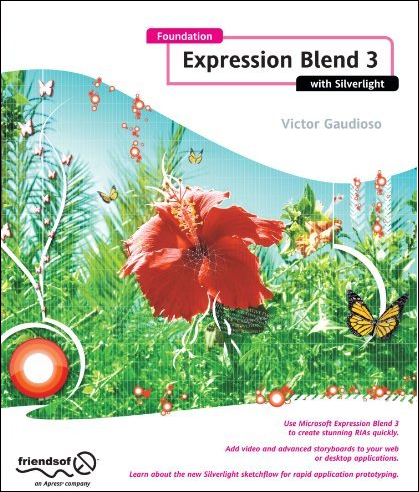 Foundation
Expression Blend 3
with Silverlight
Victor Gaudioso
Use Microsoft Expression Blend 3
to create stunning RIAs quickly.
Add video and advanced storyboards to your web
or desktop applications.
Learn about the new Silverlight sketchflow for rapid application prototyping.
friendsof
an Apress® company